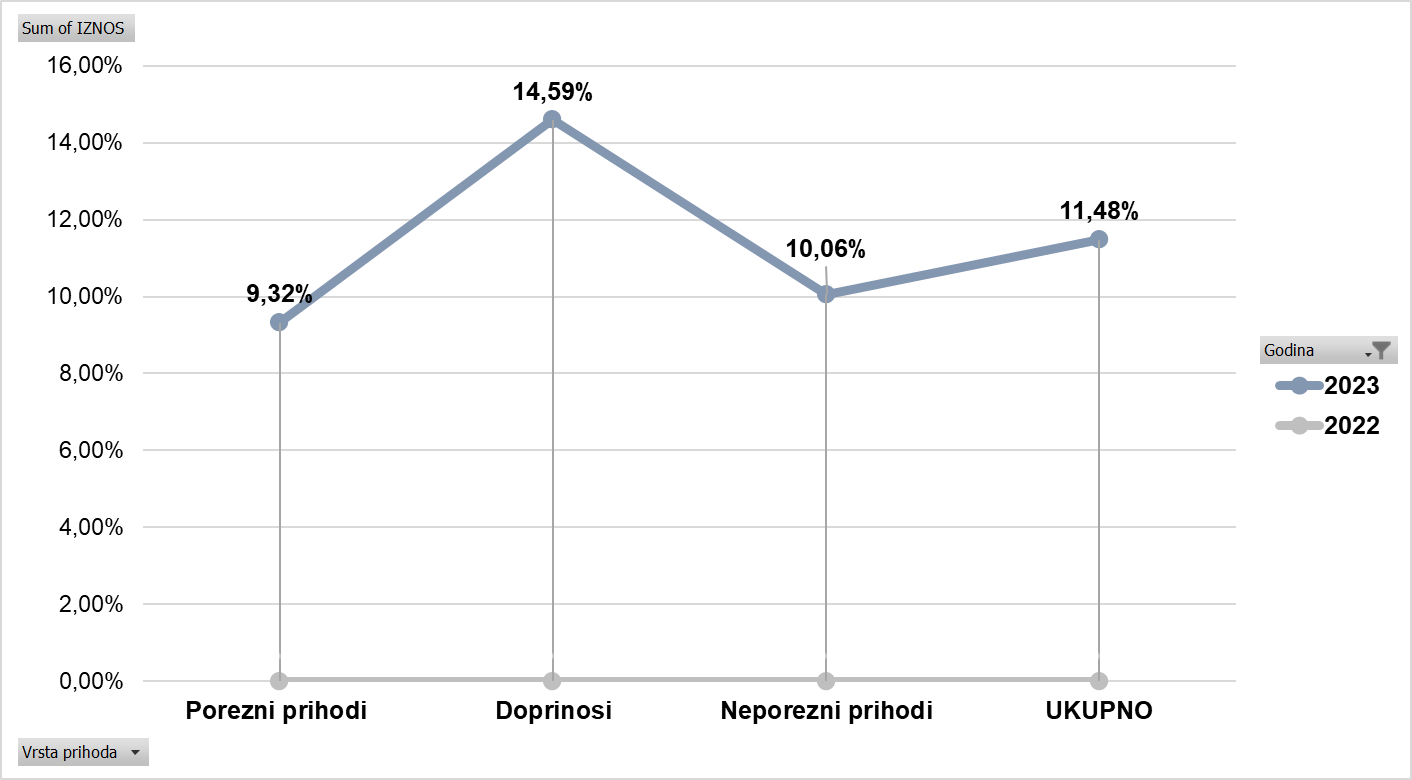 Sum of IZNOS
16,00%
14,59%
14,00%
12,00%
11,48%
10,06%
10,00%
9,32%
8,00%
Godina
2023
2022
6,00%
4,00%
2,00%
0,00%
Porezni prihodi
Doprinosi
Neporezni prihodi
UKUPNO
Vrsta prihoda